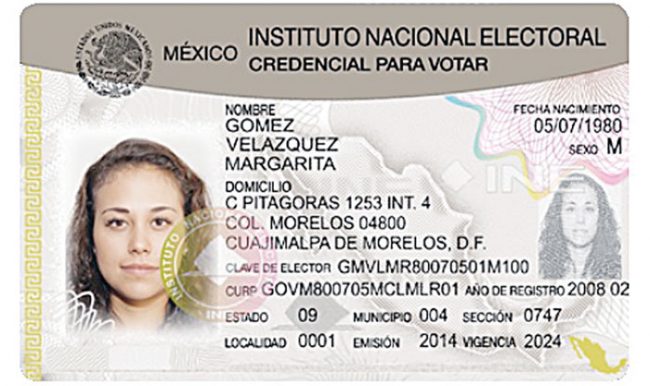 ESTADOS UNIDOS MEXICANOS
MÉXICO INSTITUTO NACIONAL ELECTORAL
CREDENCIAL PARA VOTAR
NOMBRE
GOMEZ
VELAZQUEZ
MARGARITA
FECHA NACIMIENTO
05/07/1980
SEXO M
DOMICILIO
C PITAGORAS 1253 INT. 4
COL. MORELOS 04800
CUAJIMALPA DE MORELOS, D.F.
CLAVE DE ELECTOR GMVLMR80070501M100
CURP GOVM800705MCLMLR01 AÑO DE REGISTRO 2008 02
ESTADO 09 MUNICIPIO 004 SECCIÓN 0747
LOCALIDAD 0001 EMISIÓN 2014 VIGENCIA 2024
INE
INSTITUTO NACIONAL